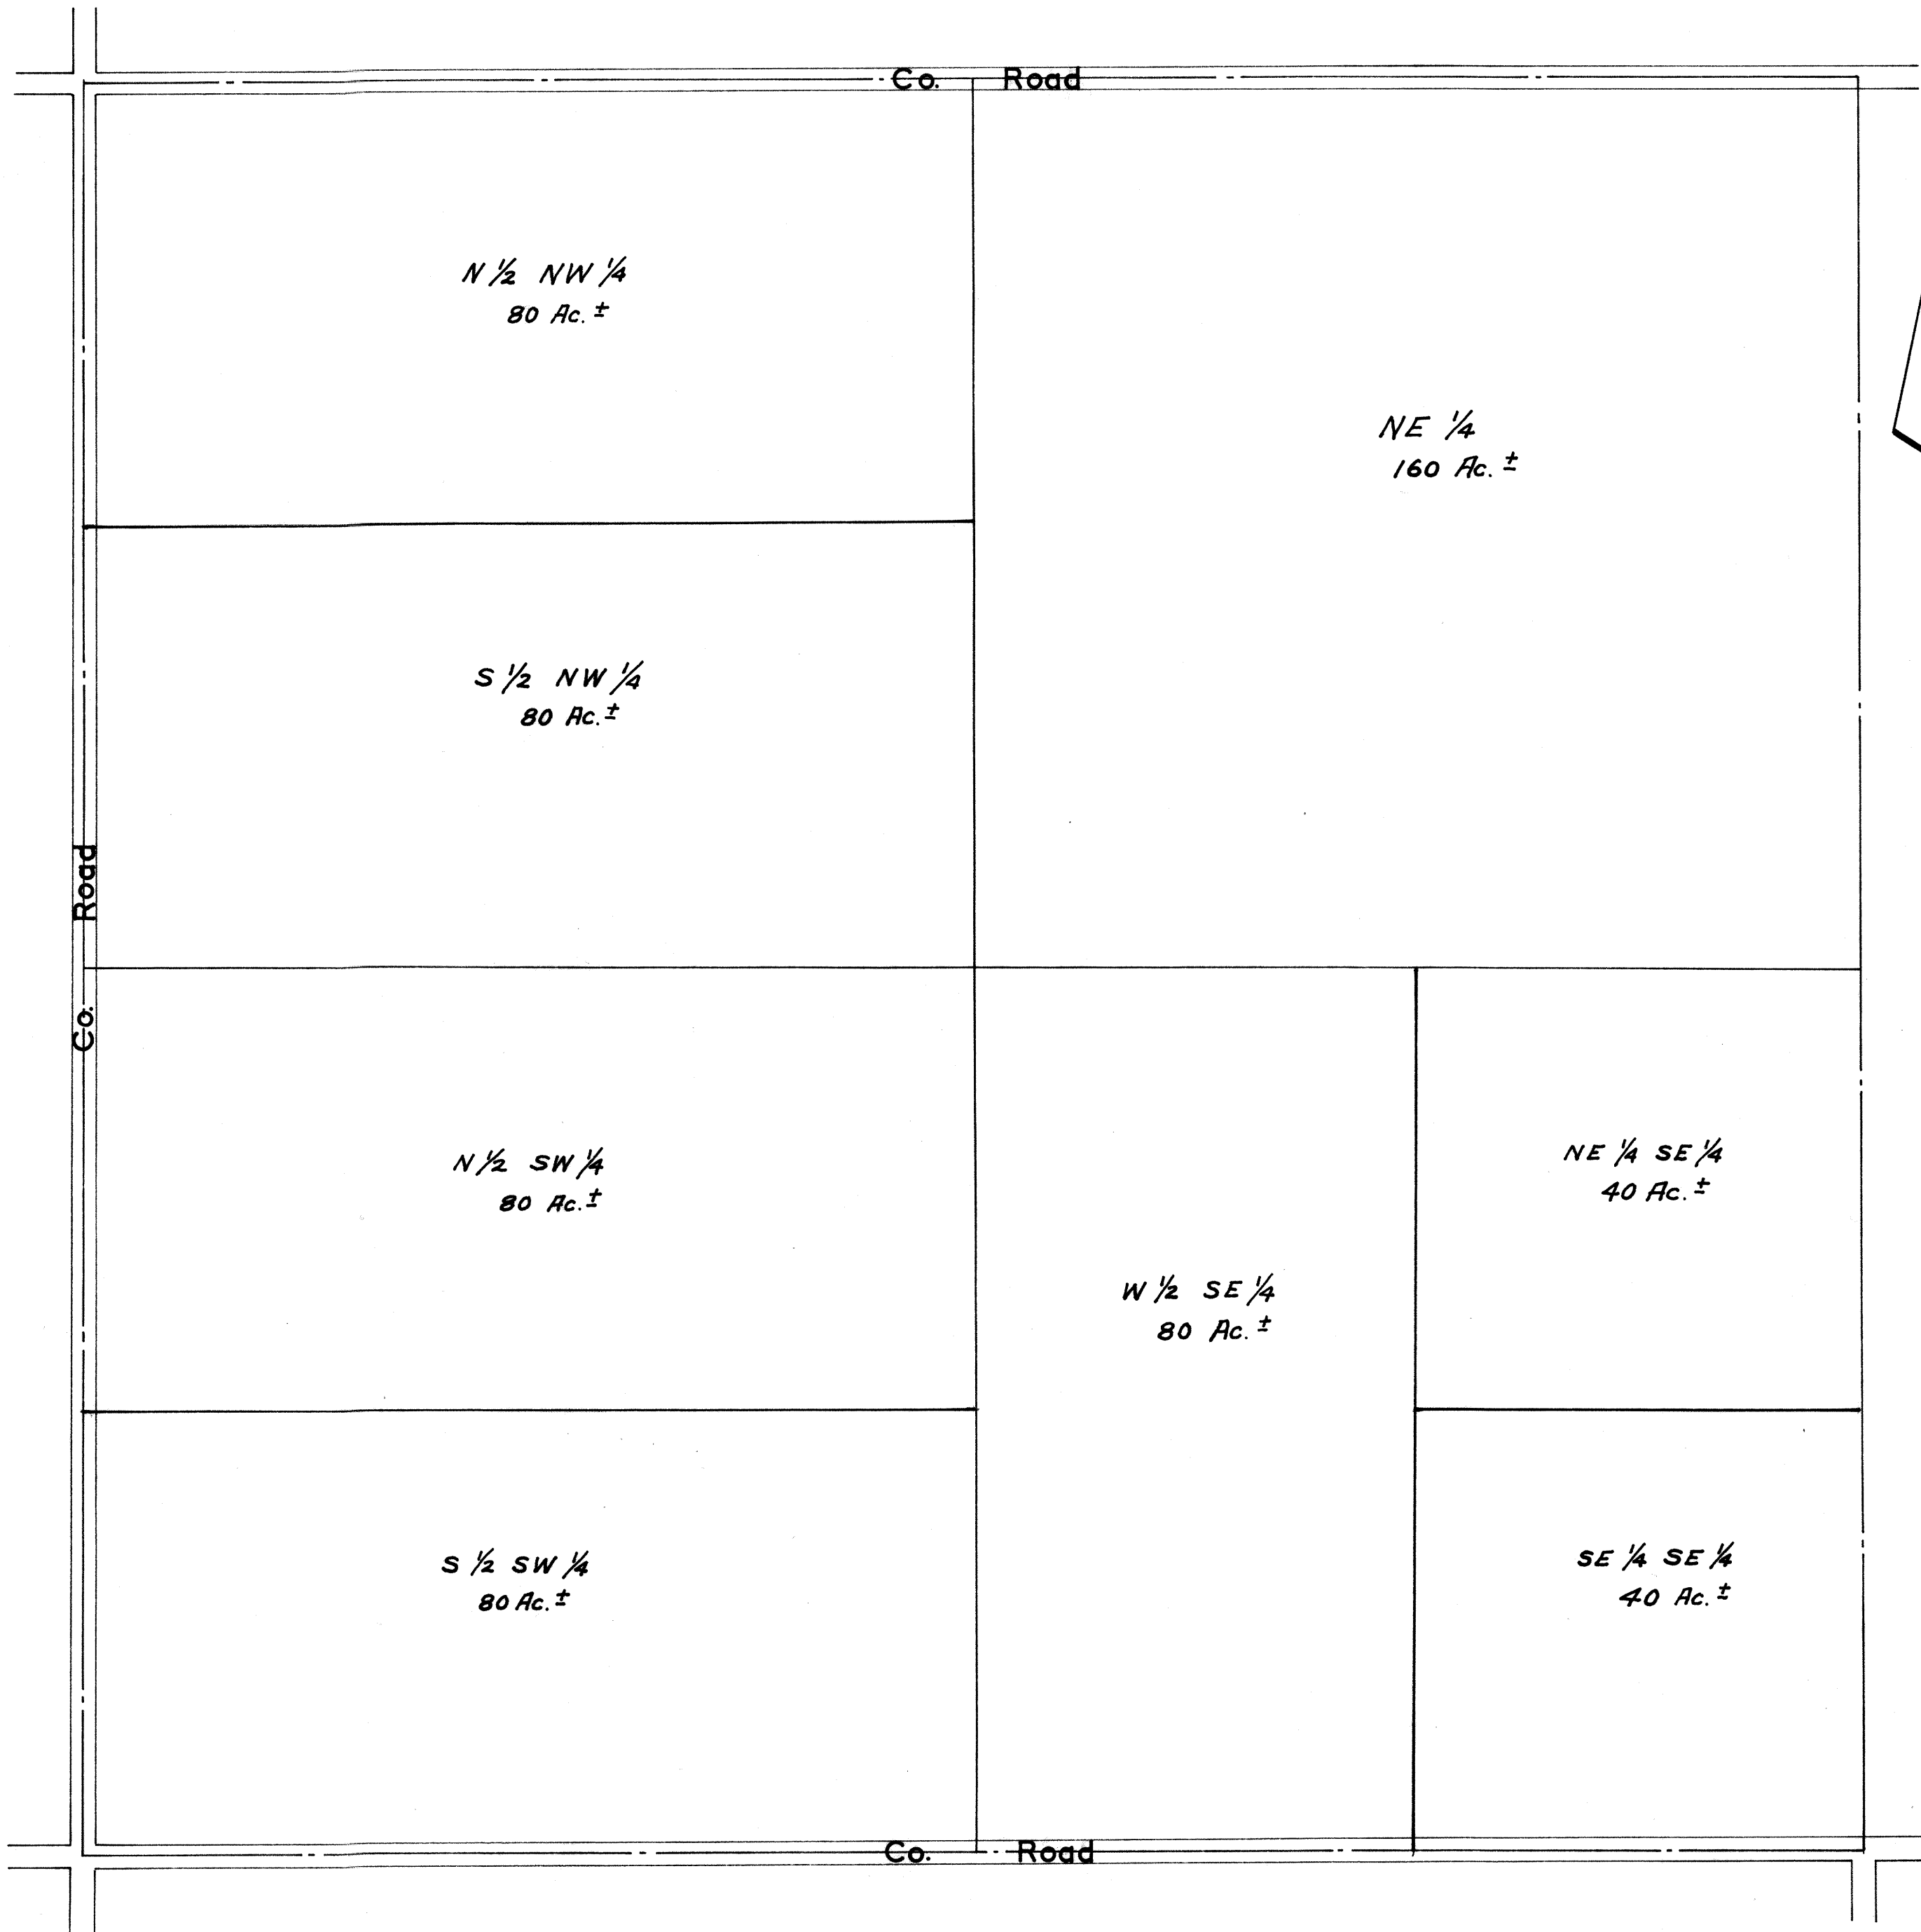 Co. Road
N 1/2 NW 1/4
80 Ac. ±
NE 1/4
160 Ac. ±
S 1/2 NW 1/4
80 Ac. ±
Co. Road
N 1/2 SW 1/4
80 Ac. ±
NE 1/4 SE 1/4
40 Ac. ±
W 1/2 SE 1/4
80 Ac. ±
S 1/2 SW 1/4
80 Ac. ±
SE 1/4 SE 1/4
40 Ac. ±
Co. Road